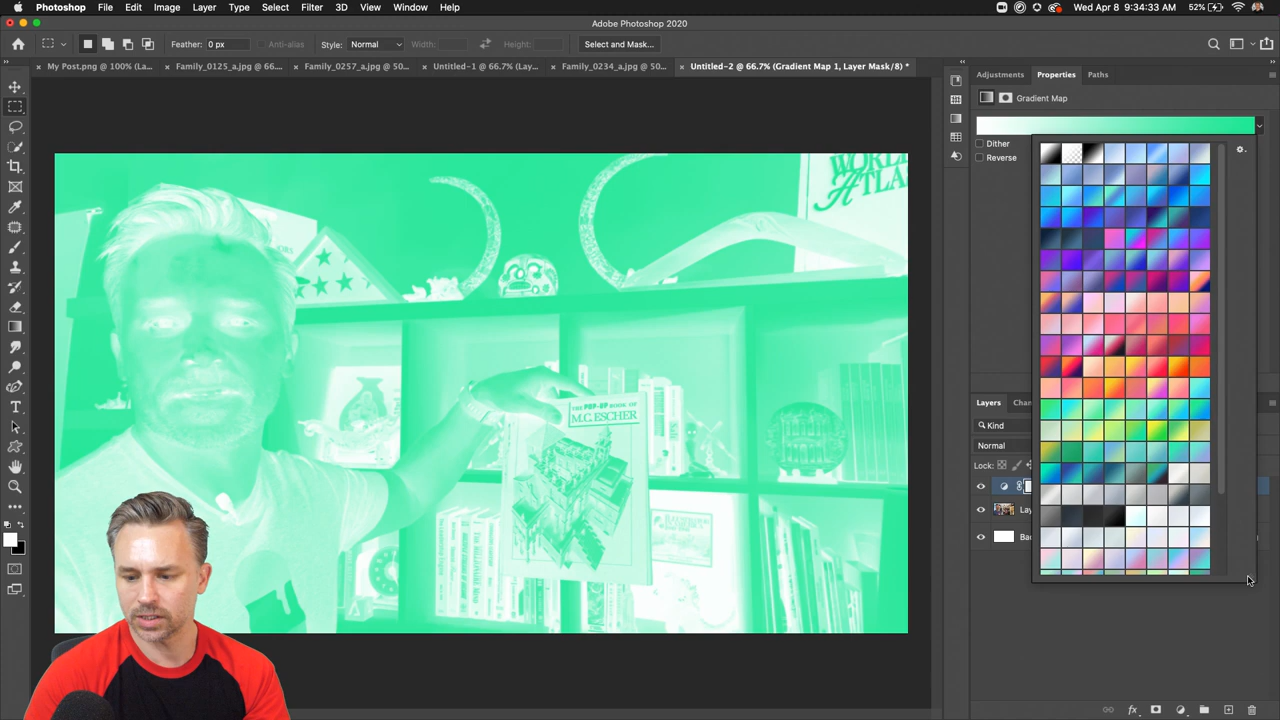 Photoshop File Edit Image Layer Type Select Filter 3D View Window Help Wed Apr 8 9:34:33 AM 52%
Adobe Photoshop 2020
Feather: 0 px Anti-alias Style: Normal Width: Height: Select and Mask...
My Post.png @ 100% (La... Family_0125_a.jpg @ 66.... Family_0257_a.jpg @ 50... Untitled-1 @ 66.7% (Lay... Family_0234_a.jpg @ 50... Untitled-2 @ 66.7% (Gradient Map 1, Layer Mask/8) *
Adjustments Properties Paths
Gradient Map
Dither
Reverse
WORLD
ATLAS
THE POP-UP BOOK OF
M.C. ESCHER
Layers Chan
Kind
Normal
Lock:
Lay
Bac